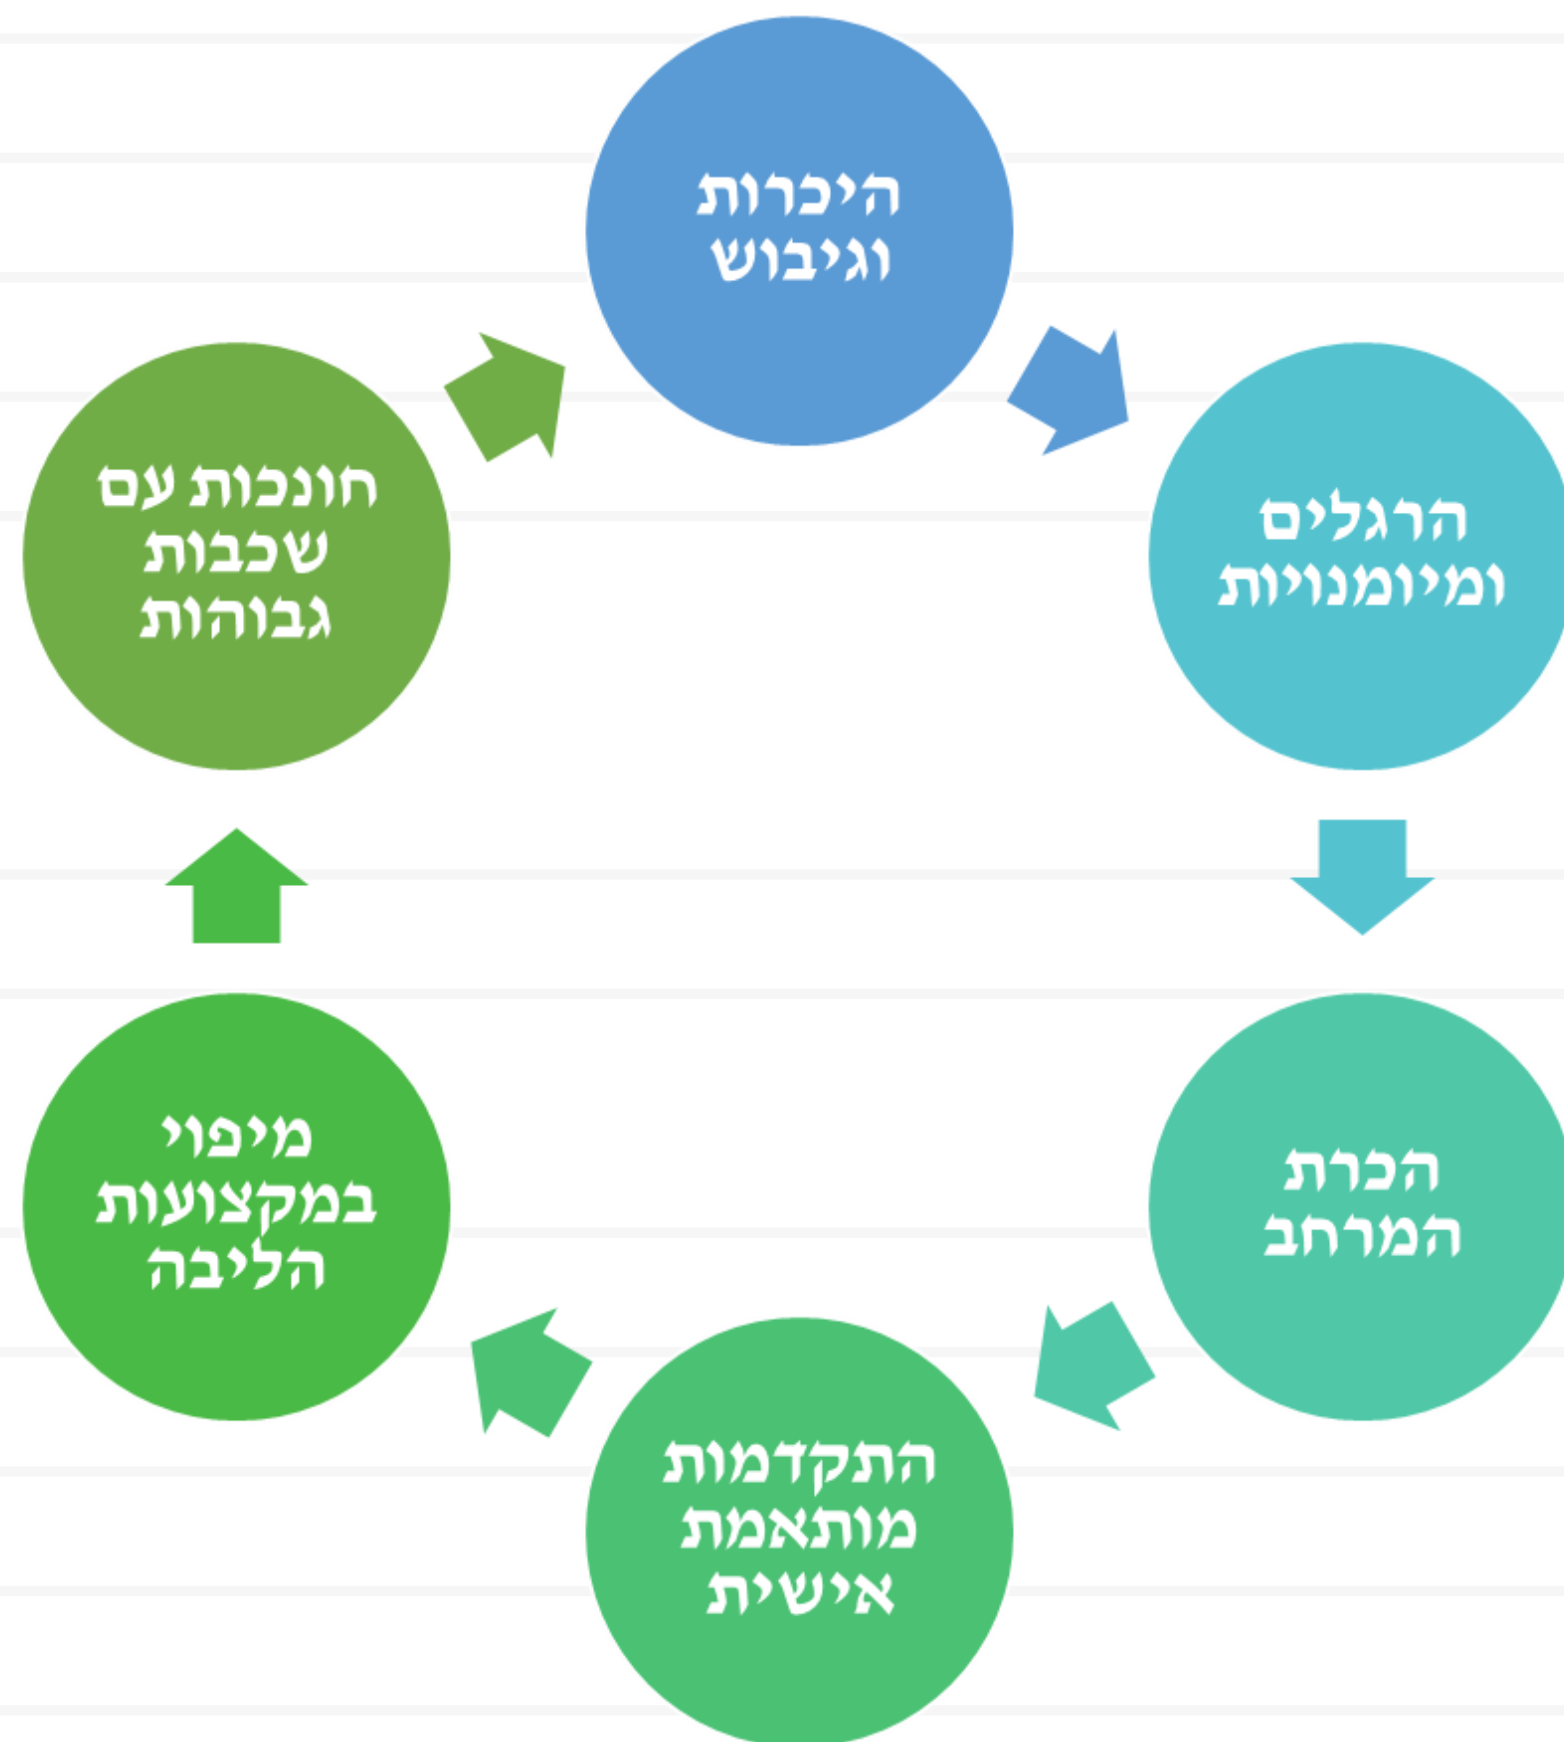 היכרות
וגיבוש
הרגלים
ומיומנויות
הכרת
המרחב
התקדמות
מותאמת
אישית
מיפוי
במקצועות
הליבה
חונכות עם
שכבות
גבוהות